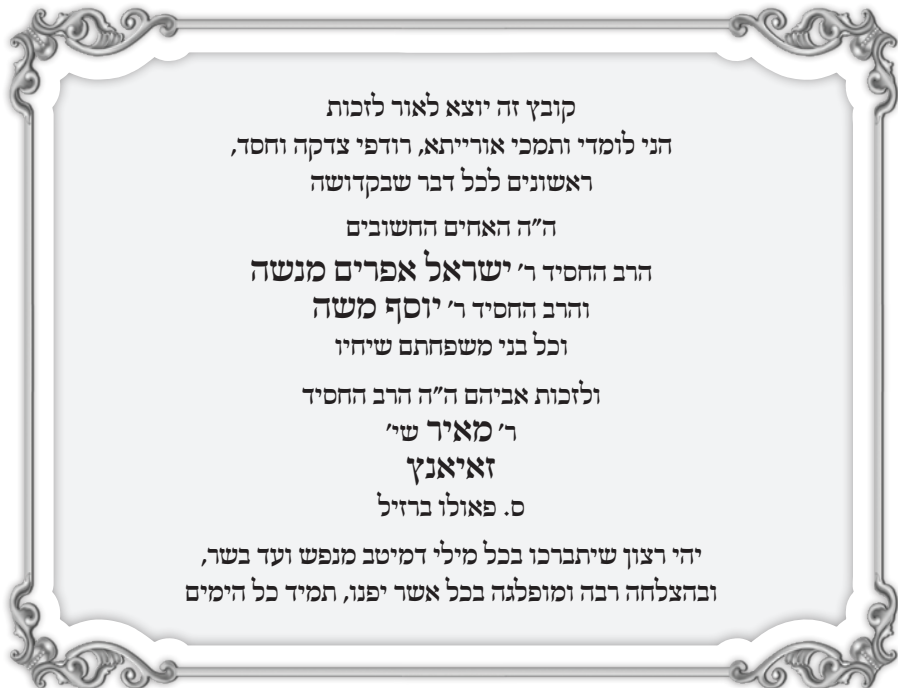 קובץ זה יוצא לאור לזכות
הני לומדי ותמכי אורייתא, רודפי צדקה וחסד,
ראשונים לכל דבר שבקדושה
ה״ה האחים החשובים
הרב החסיד ר׳ ישראל אפרים מנשה
והרב החסיד ר׳ יוסף משה
וכל בני משפחתם שיחיו
ולזכות אביהם ה״ה הרב החסיד
ר׳ מאיר שי׳
זאיאנץ
ס. פאולו ברזיל
יהי רצון שיתברכו בכל מילי דמיטב מנפש ועד בשר,
ובהצלחה רבה ומופלגה בכל אשר יפנו, תמיד כל הימים